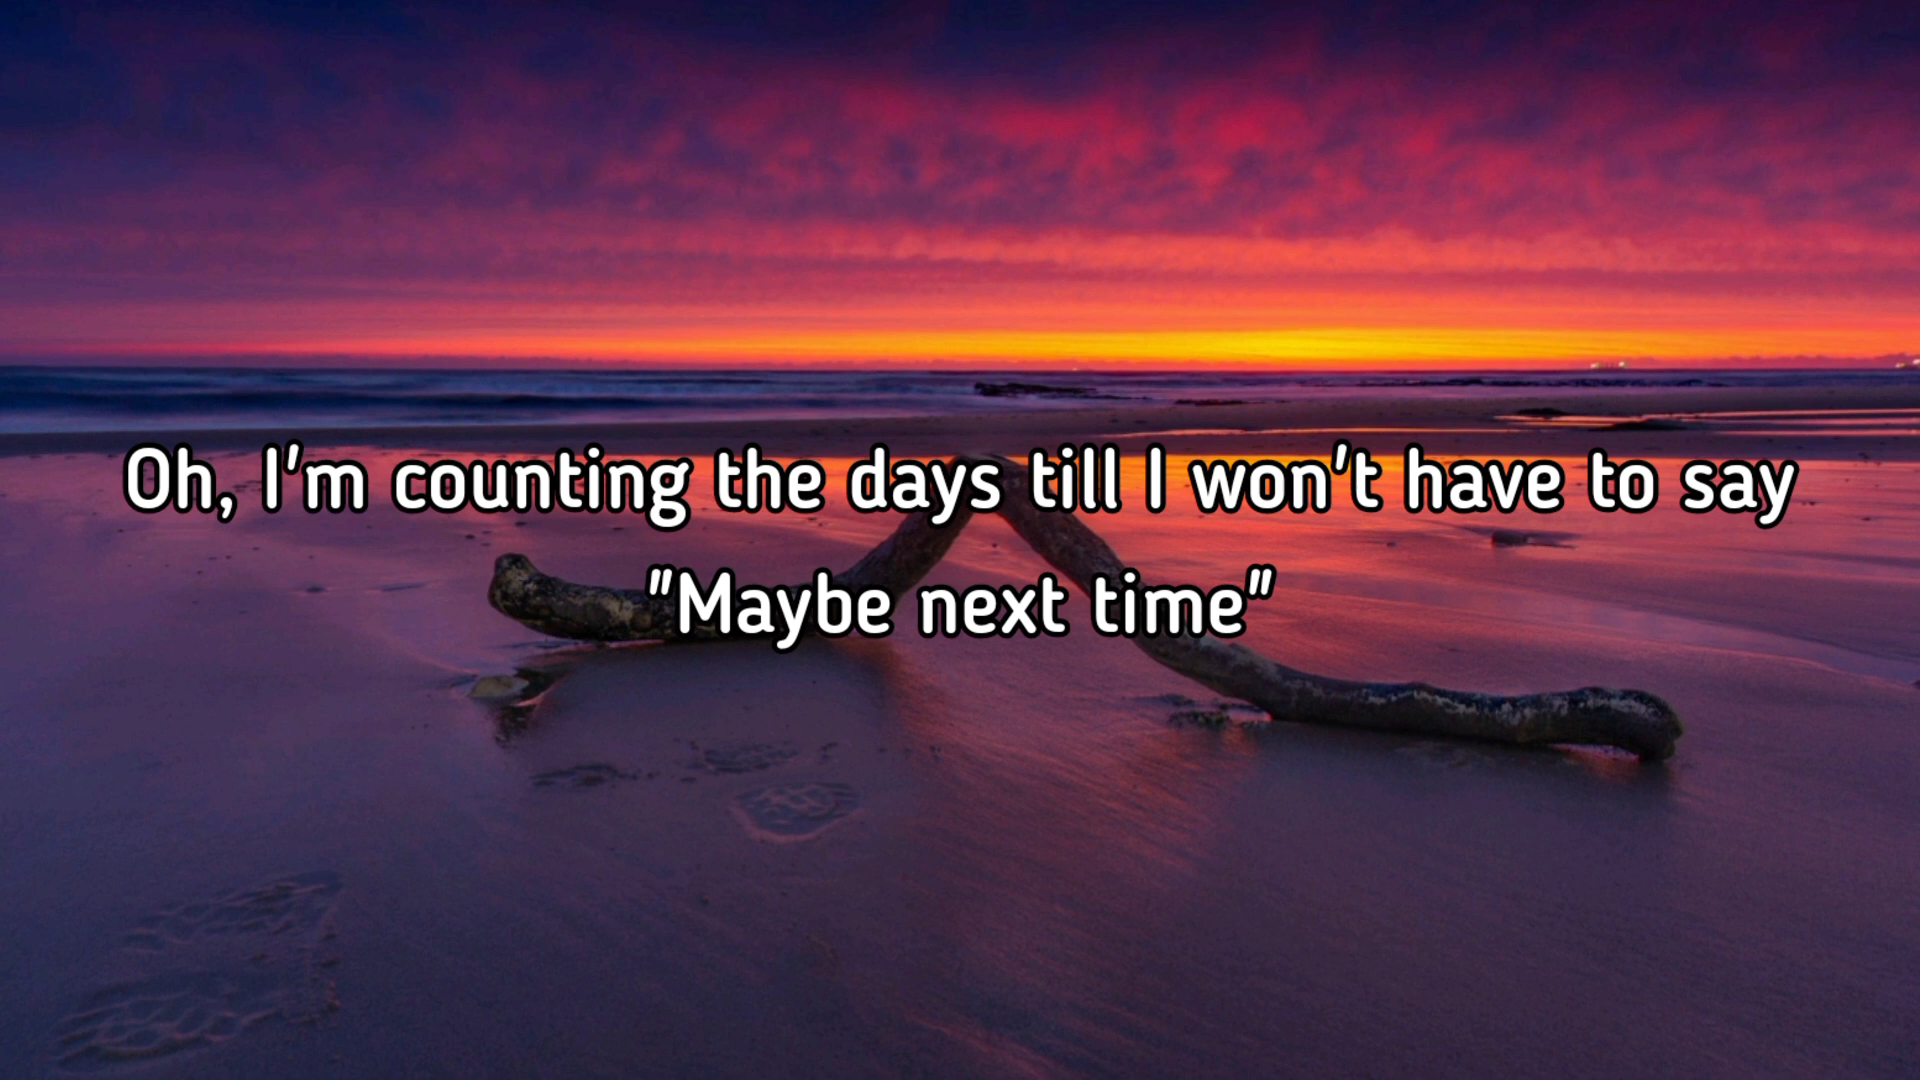 Oh, I'm counting the days till I won't have to say
"Maybe next time"